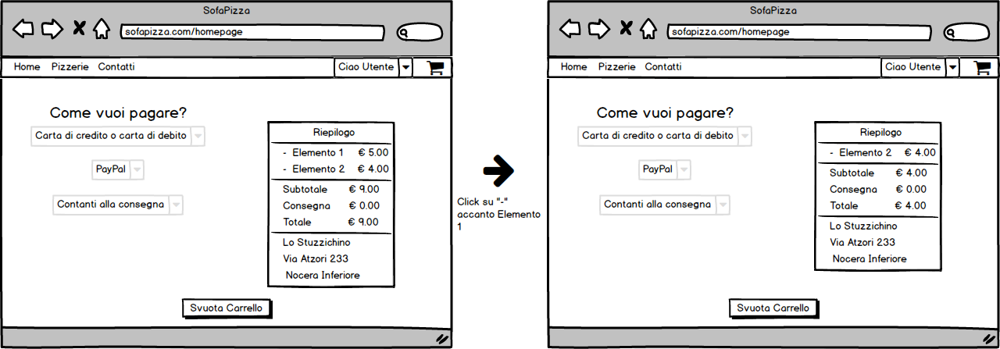 SofaPizza
sofapizza.com/homepage
Home Pizzerie Contatti Ciao Utente
Come vuoi pagare?
Carta di credito o carta di debito
PayPal
Contanti alla consegna
Riepilogo
- Elemento 1 € 5.00
- Elemento 2 € 4.00
Subtotale € 9.00
Consegna € 0.00
Totale € 9.00
Lo Stuzzichino
Via Atzori 233
Nocera Inferiore
Svuota Carrello
Click su "-"
accanto Elemento
1
SofaPizza
sofapizza.com/homepage
Home Pizzerie Contatti Ciao Utente
Come vuoi pagare?
Carta di credito o carta di debito
PayPal
Contanti alla consegna
Riepilogo
- Elemento 2 € 4.00
Subtotale € 4.00
Consegna € 0.00
Totale € 4.00
Lo Stuzzichino
Via Atzori 233
Nocera Inferiore
Svuota Carrello